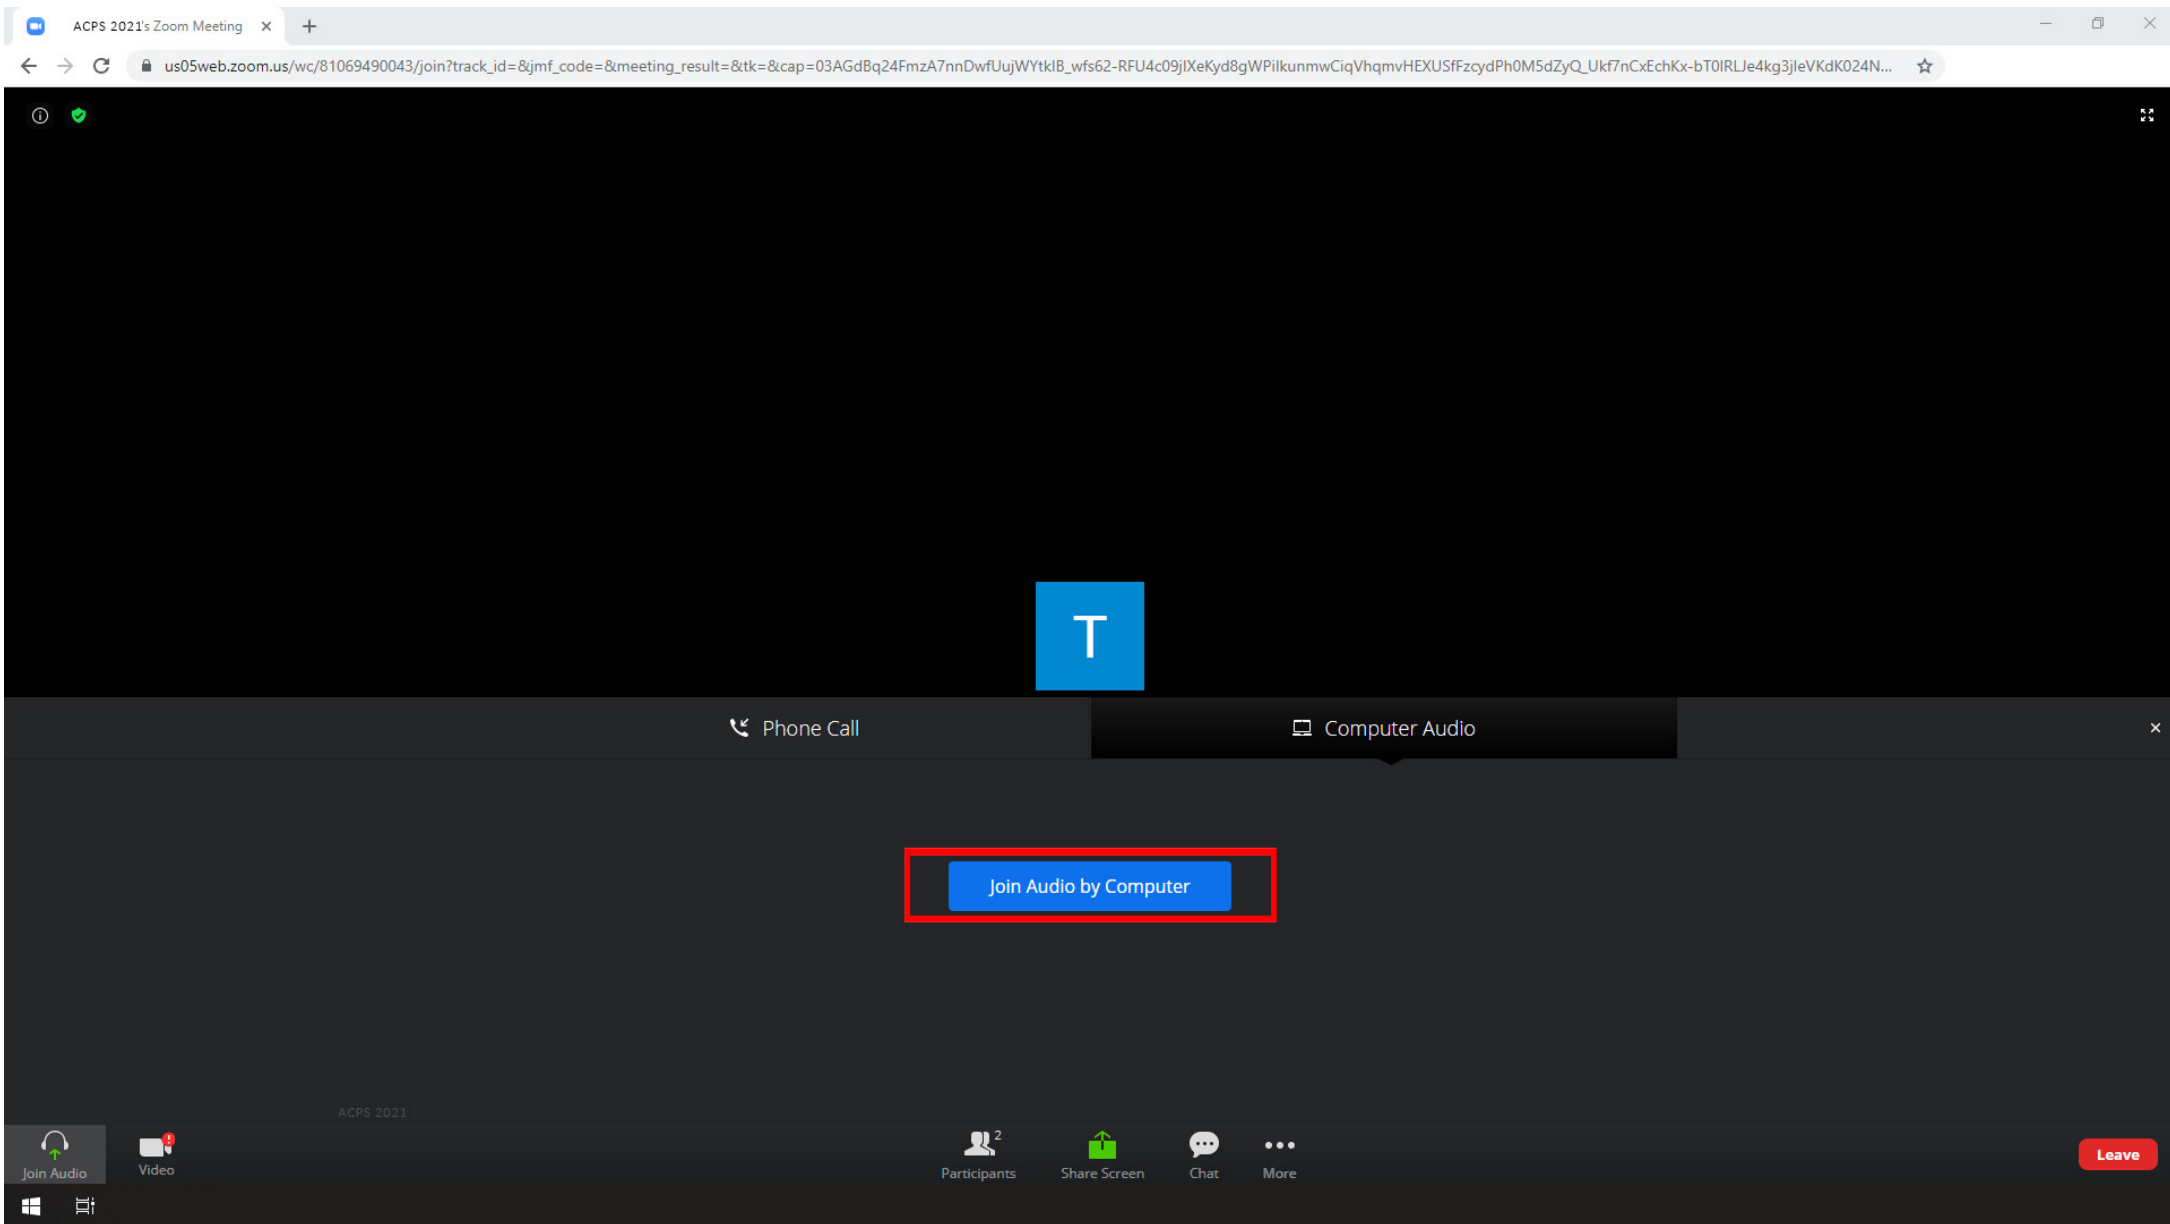 ACPS 2021's Zoom Meeting
us05web.zoom.us/wc/81069490043/join?track_id=&jmf_code=&meeting_result=&tk=&cap=03AGdBq24FmzA7nnDwfUujWYtkIB_wfs62-RFU4c09jIXeKyd8gWPilkunmwCiqVhqmvHEXUSfFzcydPh0M5dZyQ_Ukf7nCxEchKx-bT0IRLJe4kg3jIeVKdK024N...
T
Phone Call
Computer Audio
Join Audio by Computer
ACPS 2021
Join Audio
Video
2
Participants
Share Screen
Chat
More
Leave